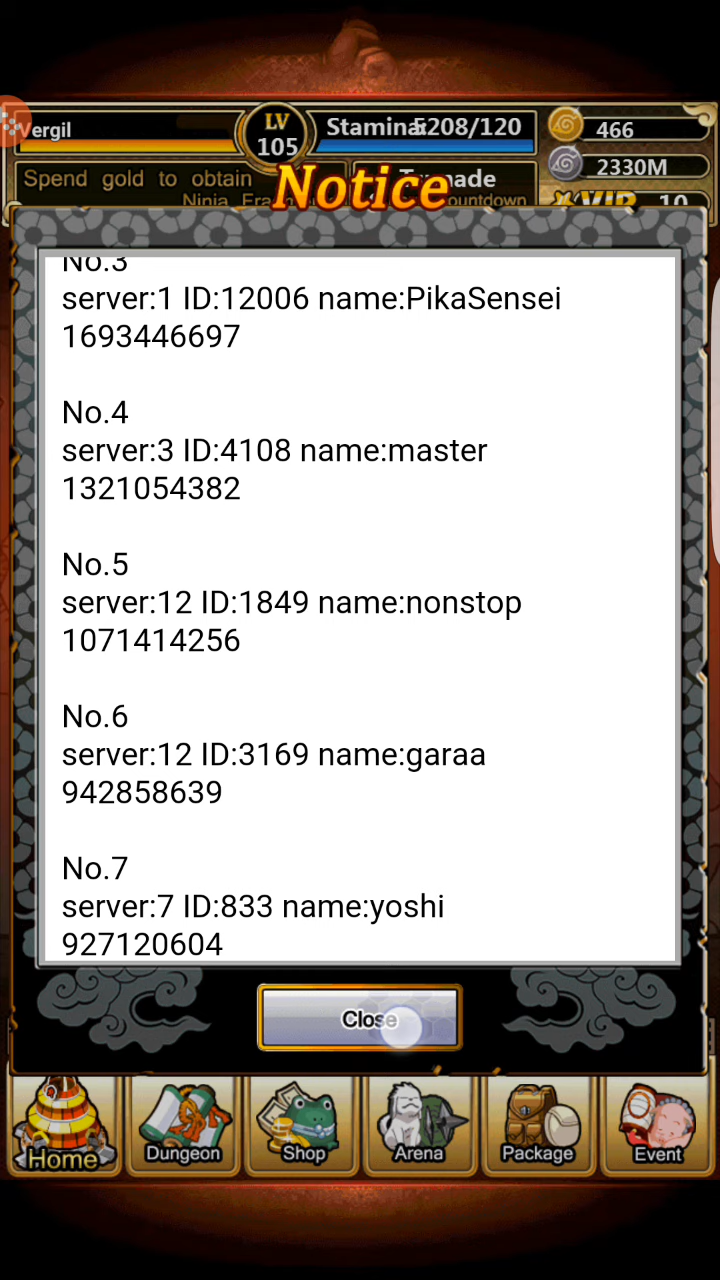 Vergil
LV
105
Stamina:5208/120
466
2330M
Spend gold to obtain
Notice
VIP 10
No.3
server:1 ID:12006 name:PikaSensei
1693446697
No.4
server:3 ID:4108 name:master
1321054382
No.5
server:12 ID:1849 name:nonstop
1071414256
No.6
server:12 ID:3169 name:garaa
942858639
No.7
server:7 ID:833 name:yoshi
927120604
Close
Home
Dungeon
Shop
Arena
Package
Event